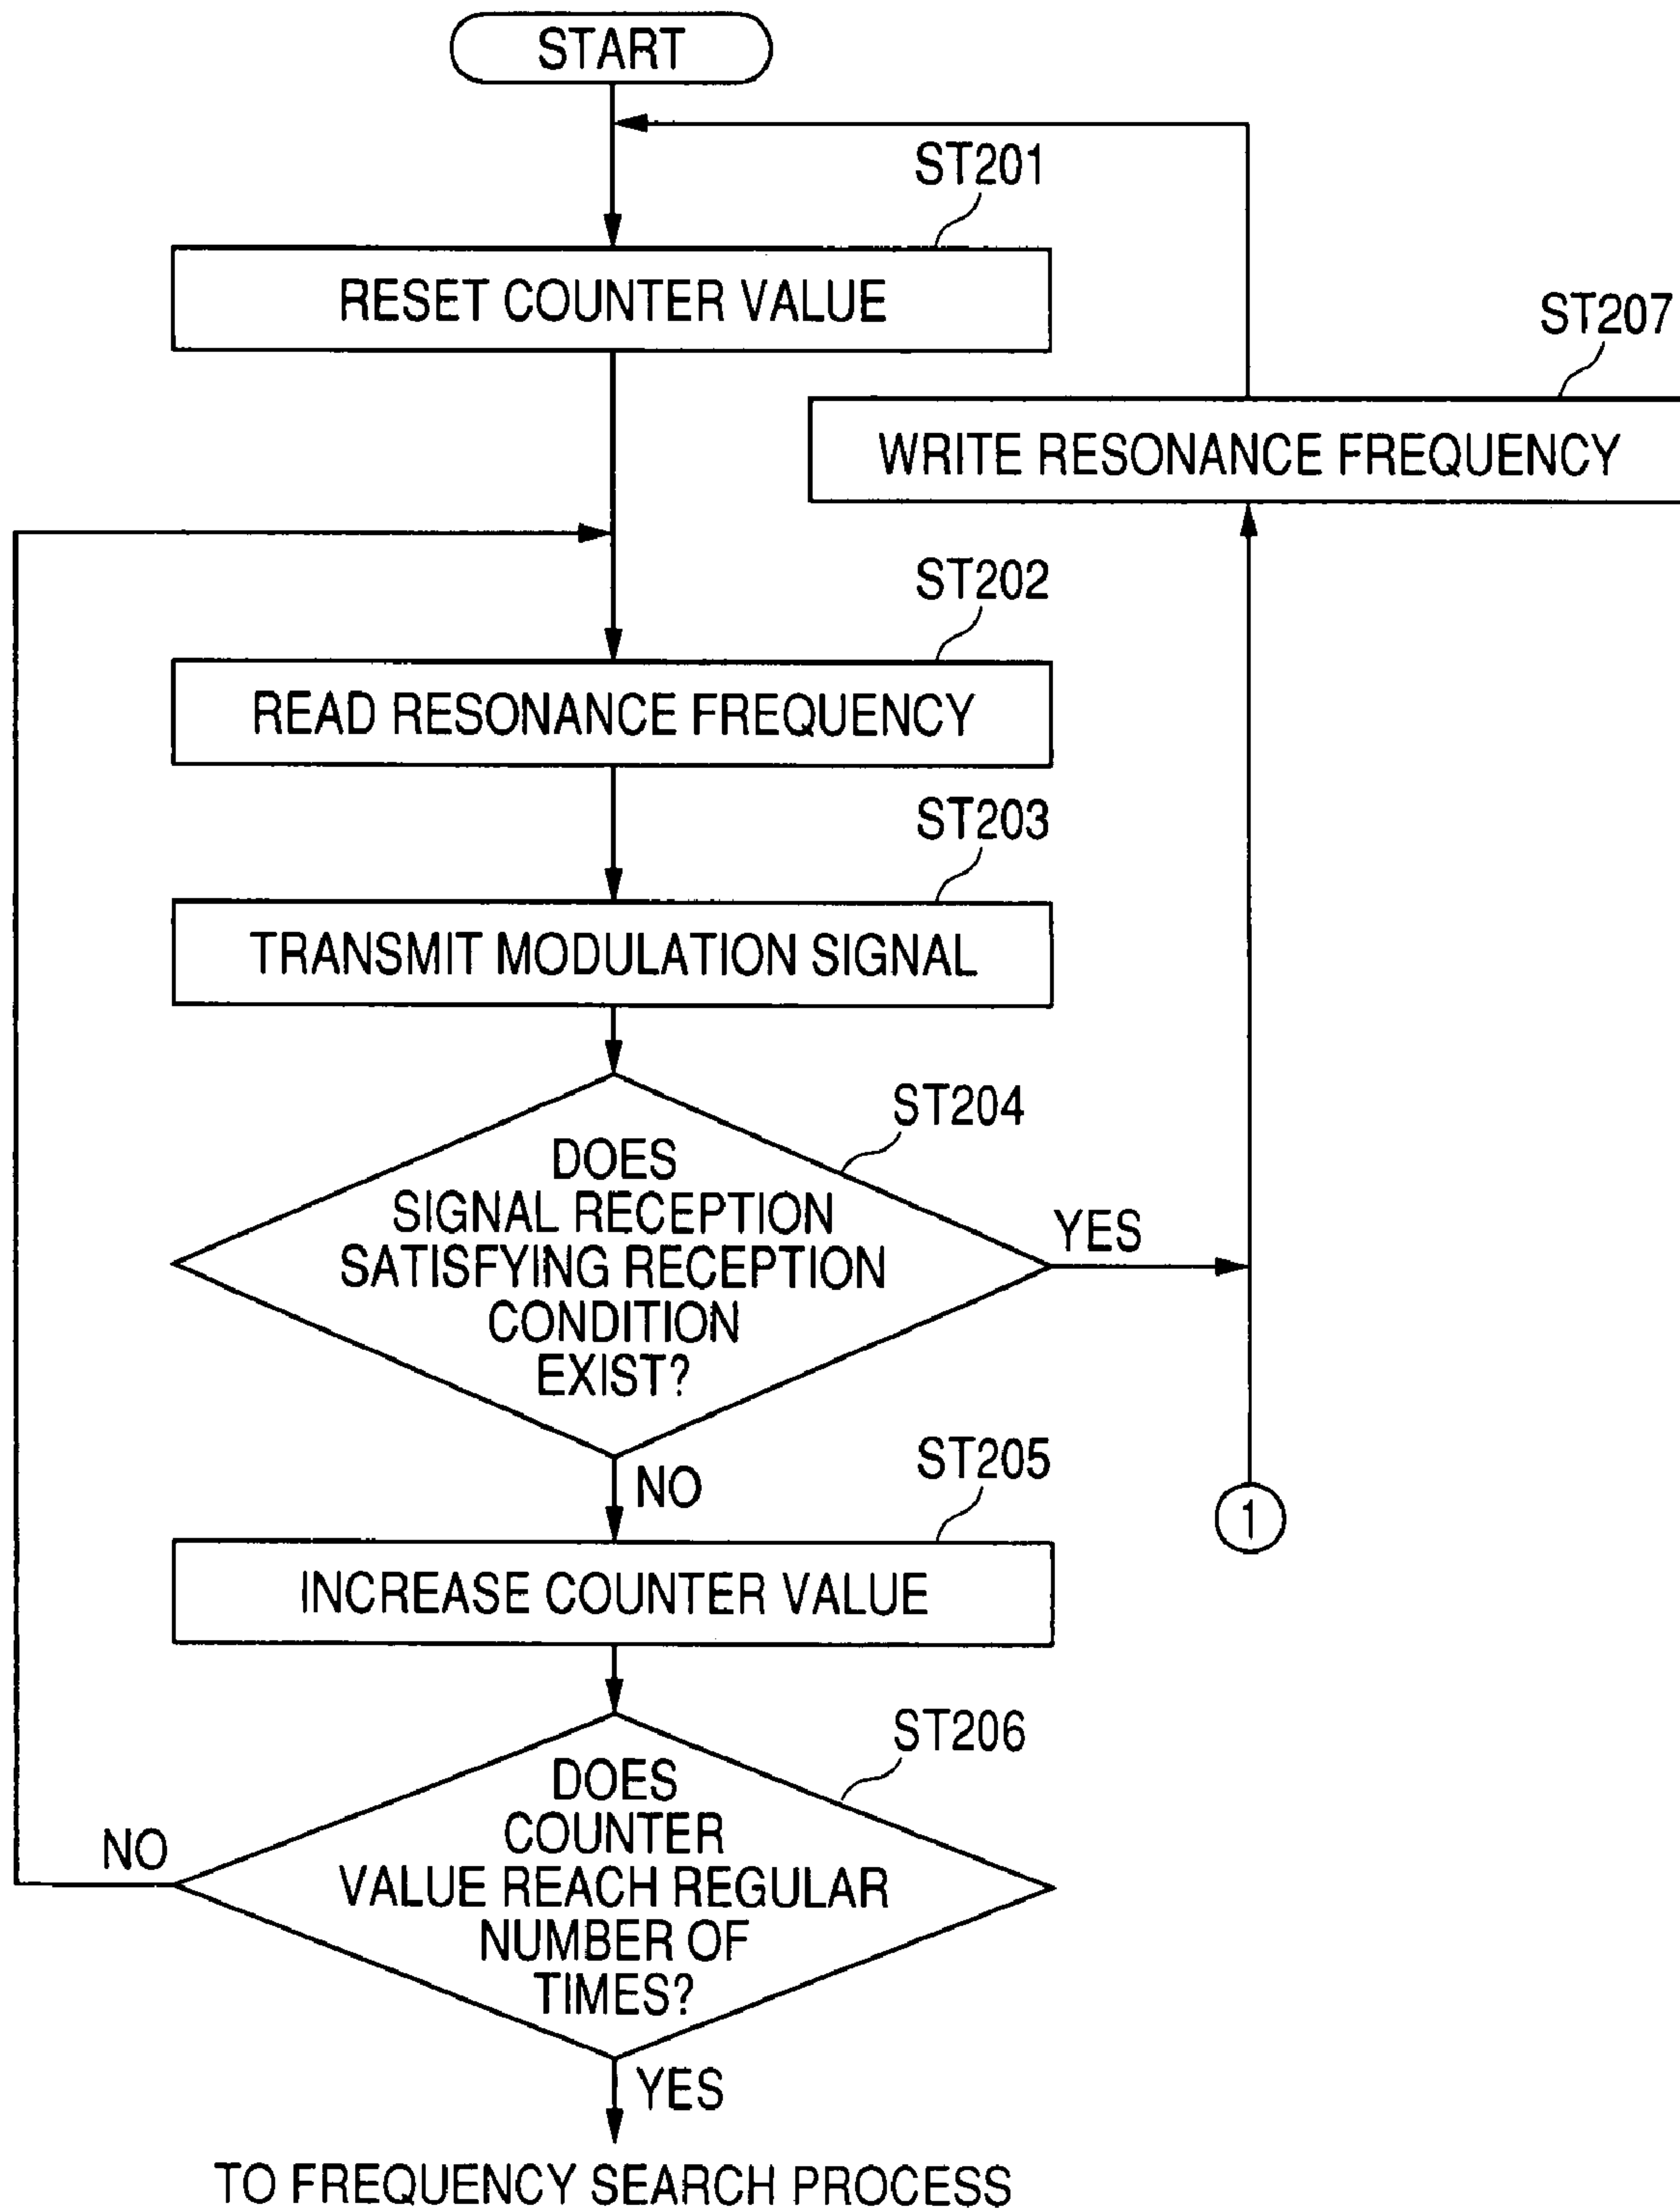 START
ST201
RESET COUNTER VALUE
ST207
WRITE RESONANCE FREQUENCY
ST202
READ RESONANCE FREQUENCY
ST203
TRANSMIT MODULATION SIGNAL
ST204
DOES
SIGNAL RECEPTION
SATISFYING RECEPTION
CONDITION
EXIST?
YES
NO
ST205
1
INCREASE COUNTER VALUE
ST206
DOES
COUNTER
VALUE REACH REGULAR
NUMBER OF
TIMES?
NO
YES
TO FREQUENCY SEARCH PROCESS